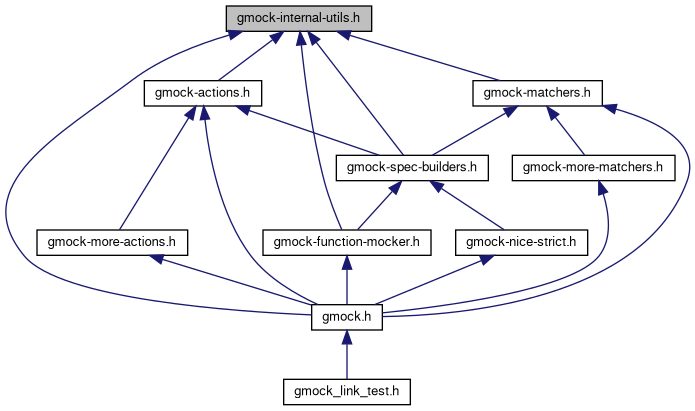 gmock-internal-utils.h
gmock-actions.h
gmock-matchers.h
gmock-spec-builders.h
gmock-more-matchers.h
gmock-more-actions.h
gmock-function-mocker.h
gmock-nice-strict.h
gmock.h
gmock_link_test.h